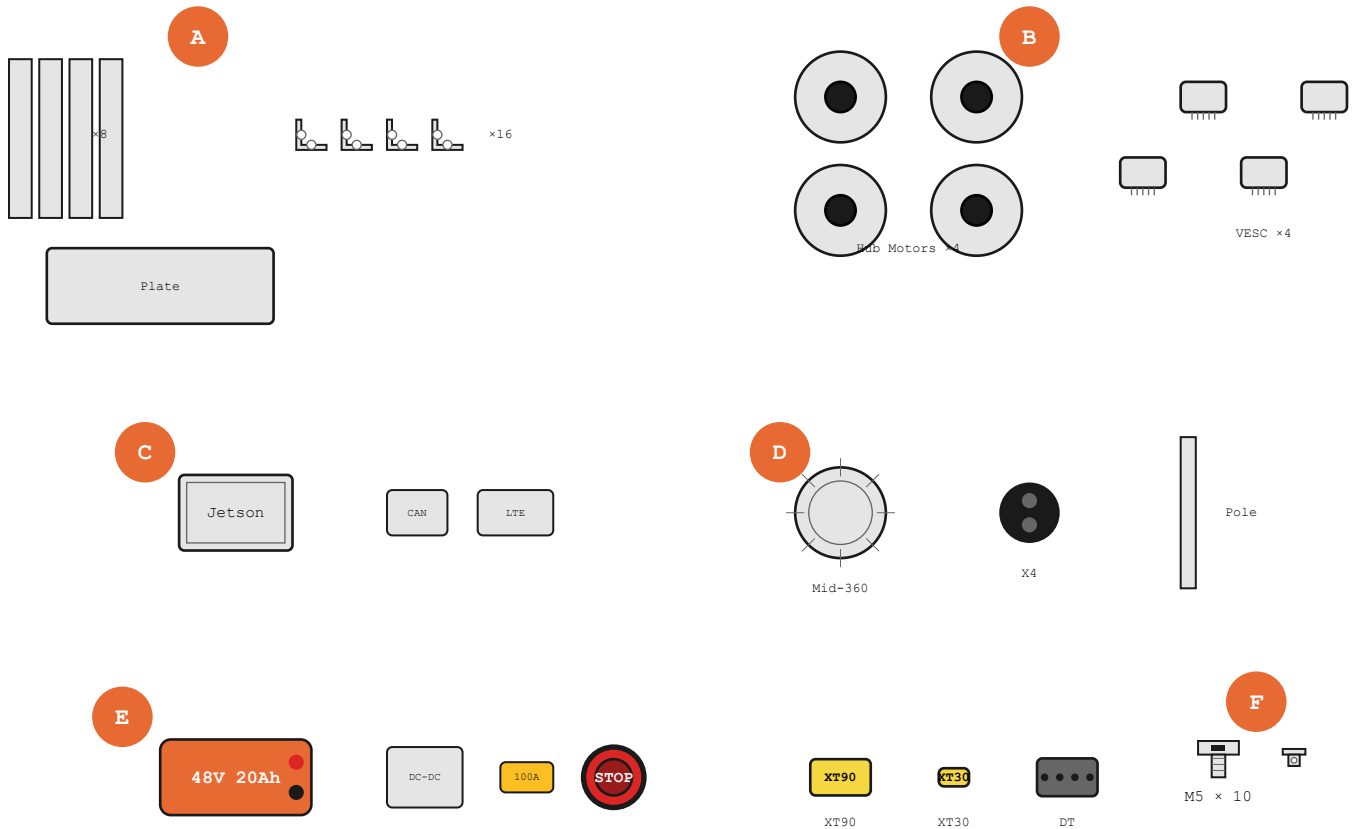 A
B
×8
×16
Hub Motors ×4
VESC ×4
Plate
C
D
Jetson
CAN
LTE
Mid-360
X4
Pole
E
F
48V 20Ah
DC-DC
100A
STOP
XT90
XT30
M5 × 10
XT90
XT30
DT